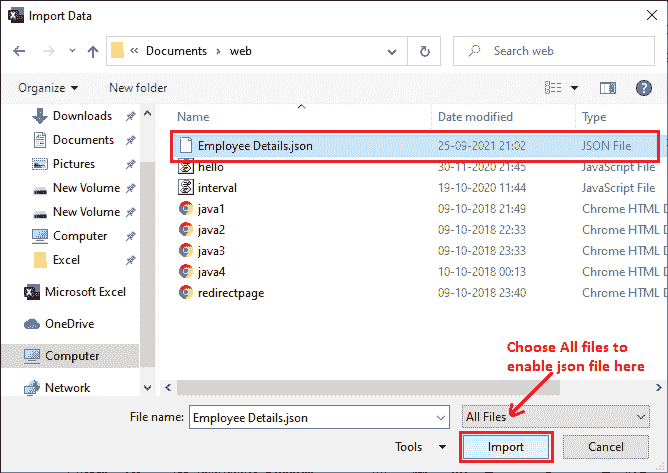 Import Data
« Documents › web
Search web
Organize New folder
Name Date modified Type
Downloads
Documents
Pictures
New Volume
New Volume
Computer
Excel
Microsoft Excel
OneDrive
Computer
Network
Employee Details.json 25-09-2021 21:02 JSON File
hello 30-11-2020 21:45 JavaScript File
interval 19-10-2020 11:44 JavaScript File
java1 09-10-2018 21:49 Chrome HTML D
java2 09-10-2018 22:33 Chrome HTML D
java3 09-10-2018 23:33 Chrome HTML D
java4 10-10-2018 00:13 Chrome HTML D
redirectpage 09-10-2018 23:40 Chrome HTML D
Choose All files to
enable json file here
File name: Employee Details.json All Files
Tools Import Cancel